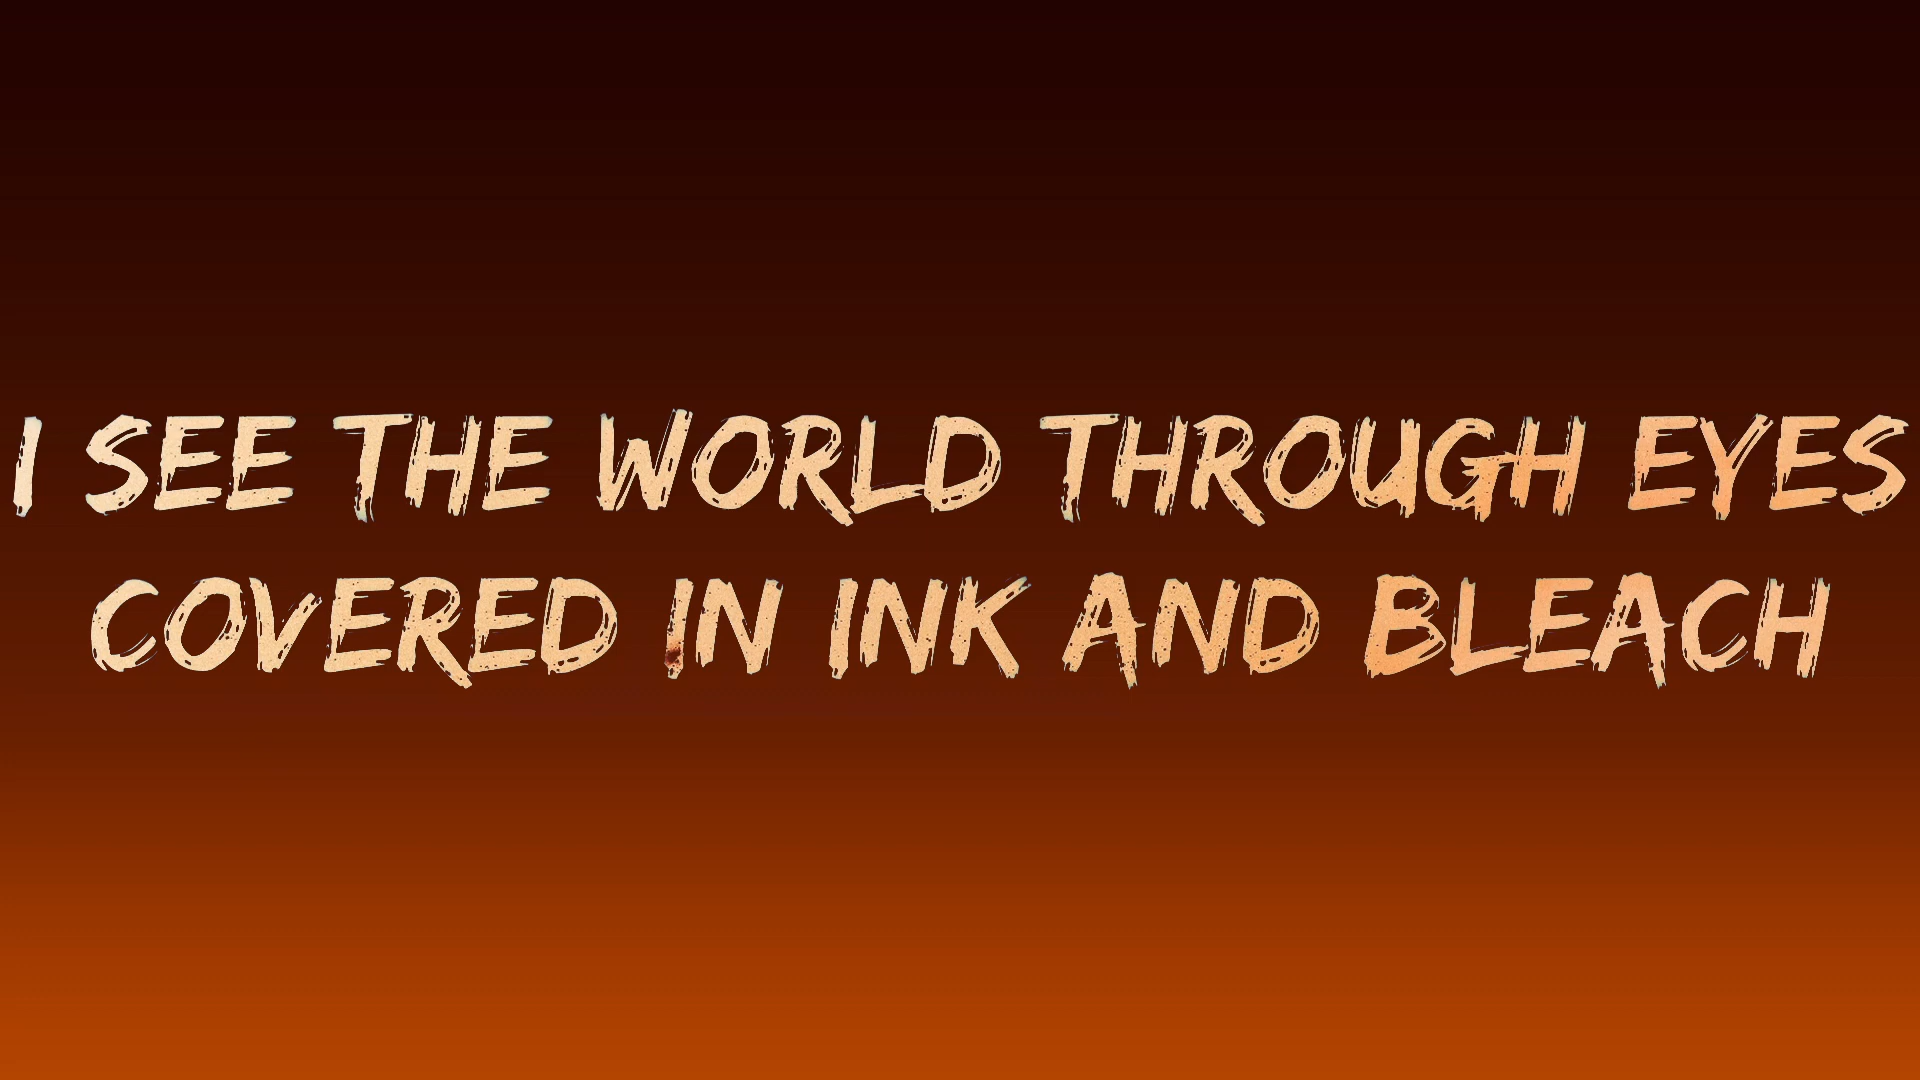 I SEE THE WORLD THROUGH EYES
COVERED IN INK AND BLEACH